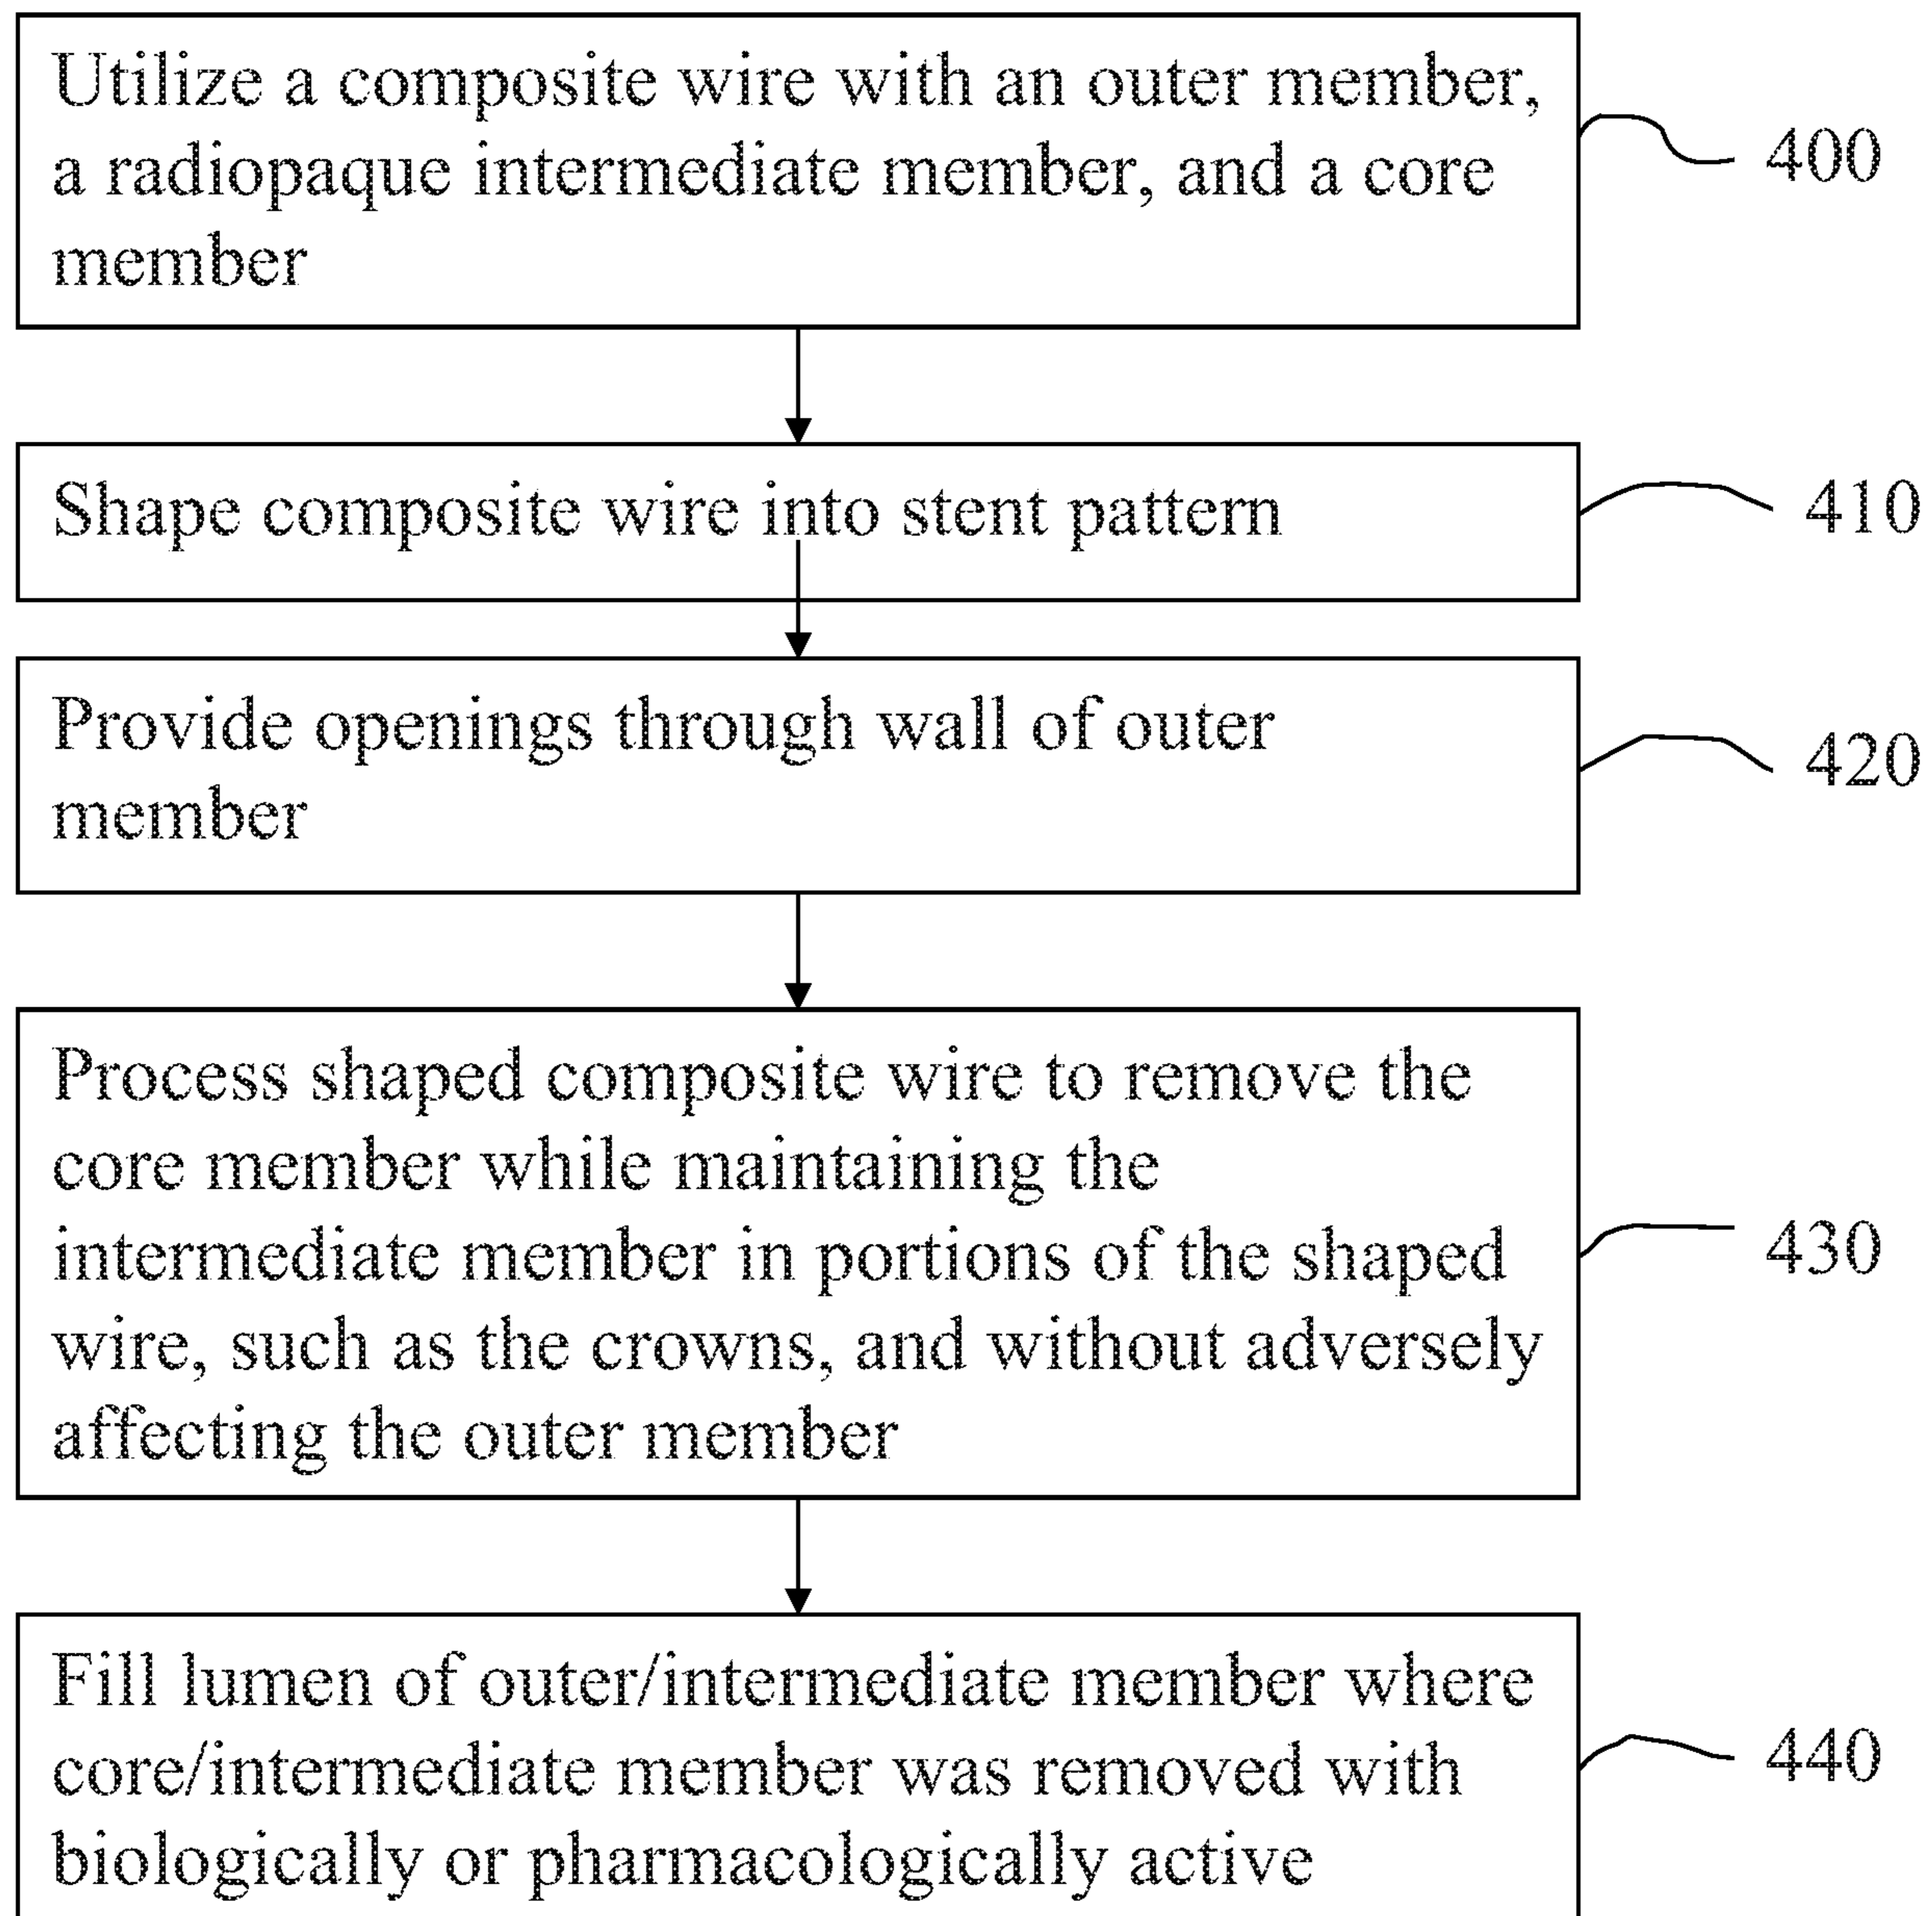 Utilize a composite wire with an outer member,
a radiopaque intermediate member, and a core
member
400
Shape composite wire into stent pattern
410
Provide openings through wall of outer
member
420
Process shaped composite wire to remove the
core member while maintaining the
intermediate member in portions of the shaped
wire, such as the crowns, and without adversely
affecting the outer member
430
Fill lumen of outer/intermediate member where
core/intermediate member was removed with
biologically or pharmacologically active
440